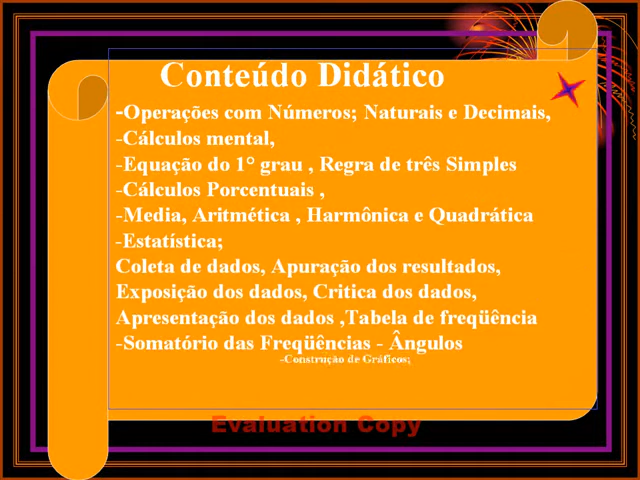 Conteúdo Didático
-Operações com Números; Naturais e Decimais,
-Cálculos mental,
-Equação do 1° grau , Regra de três Simples
-Cálculos Porcentuais ,
-Media, Aritmética , Harmônica e Quadrática
-Estatística;
Coleta de dados, Apuração dos resultados,
Exposição dos dados, Critica dos dados,
Apresentação dos dados ,Tabela de freqüência
-Somatório das Freqüências - Ângulos
-Construção de Gráficos;
Evaluation Copy